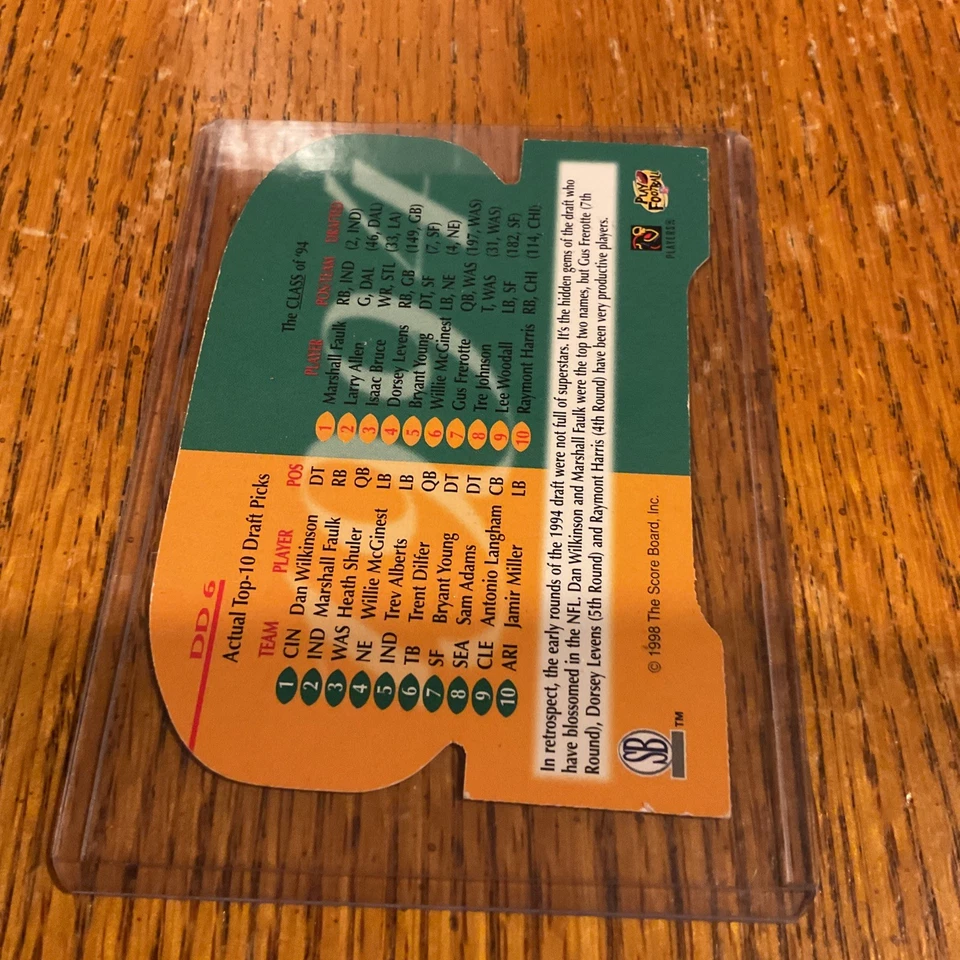 DD 6
Actual Top-10 Draft Picks
TEAM PLAYER POS
1 CIN Dan Wilkinson DT
2 IND Marshall Faulk RB
3 WAS Heath Shuler QB
4 NE Willie McGinest LB
5 IND Trev Alberts LB
6 TB Trent Dilfer QB
7 SF Bryant Young DT
8 SEA Sam Adams DT
9 CLE Antonio Langham CB
10 ARI Jamir Miller LB
The CLASS of '94
PLAYER POS/TEAM DRAFTED
1 Marshall Faulk RB, IND (2, IND)
2 Larry Allen G, DAL (46, DAL)
3 Isaac Bruce WR, STL (33, LA)
4 Dorsey Levens RB, GB (149, GB)
5 Bryant Young DT, SF (7, SF)
6 Willie McGinest LB, NE (4, NE)
7 Gus Frerotte QB, WAS (197, WAS)
8 Tre Johnson T, WAS (31, WAS)
9 Lee Woodall LB, SF (182, SF)
10 Raymont Harris RB, CHI (114, CHI)
In retrospect, the early rounds of the 1994 draft were not full of superstars. It's the hidden gems of the draft who
have blossomed in the NFL. Dan Wilkinson and Marshall Faulk were the top two names, but Gus Frerotte (7th
Round), Dorsey Levens (5th Round) and Raymont Harris (4th Round) have been very productive players.
SB
TM
© 1998 The Score Board, Inc.
PLAYERS
PLAY
FOOTBALL